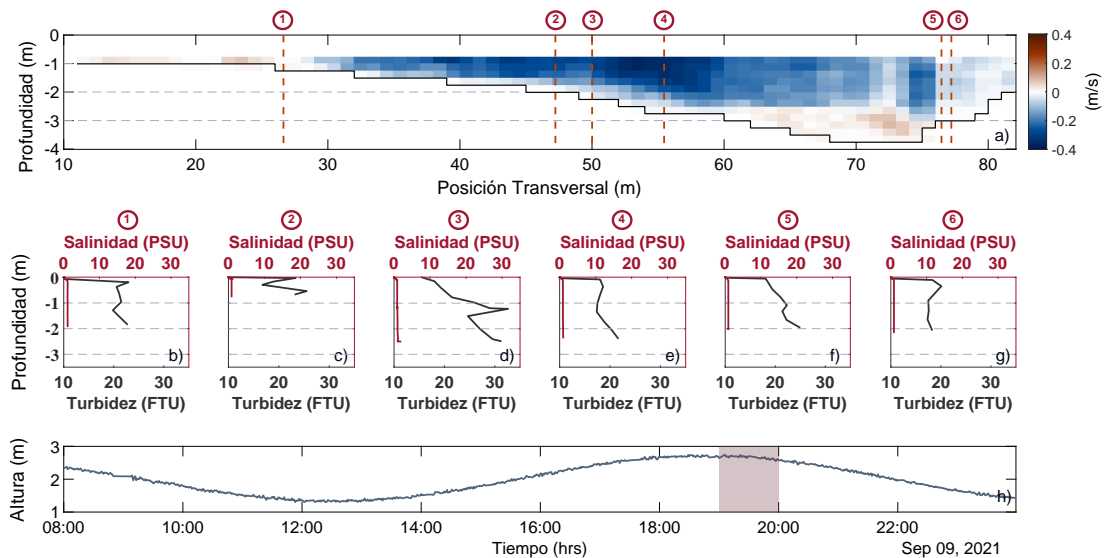 1 2 3 4 5 6
Profundidad (m)
0
-1
-2
-3
-4
10 20 30 40 50 60 70 80
Posición Transversal (m)
a)
0.4
0.2
0
-0.2
-0.4
(m/s)
1 2 3 4 5 6
Salinidad (PSU) Salinidad (PSU) Salinidad (PSU) Salinidad (PSU) Salinidad (PSU) Salinidad (PSU)
0 10 20 30 0 10 20 30 0 10 20 30 0 10 20 30 0 10 20 30 0 10 20 30
Profundidad (m)
0
-1
-2
-3
b) c) d) e) f) g)
10 20 30 10 20 30 10 20 30 10 20 30 10 20 30 10 20 30
Turbidez (FTU) Turbidez (FTU) Turbidez (FTU) Turbidez (FTU) Turbidez (FTU) Turbidez (FTU)
Altura (m)
3
2
1
h)
08:00 10:00 12:00 14:00 16:00 18:00 20:00 22:00
Tiempo (hrs)
Sep 09, 2021